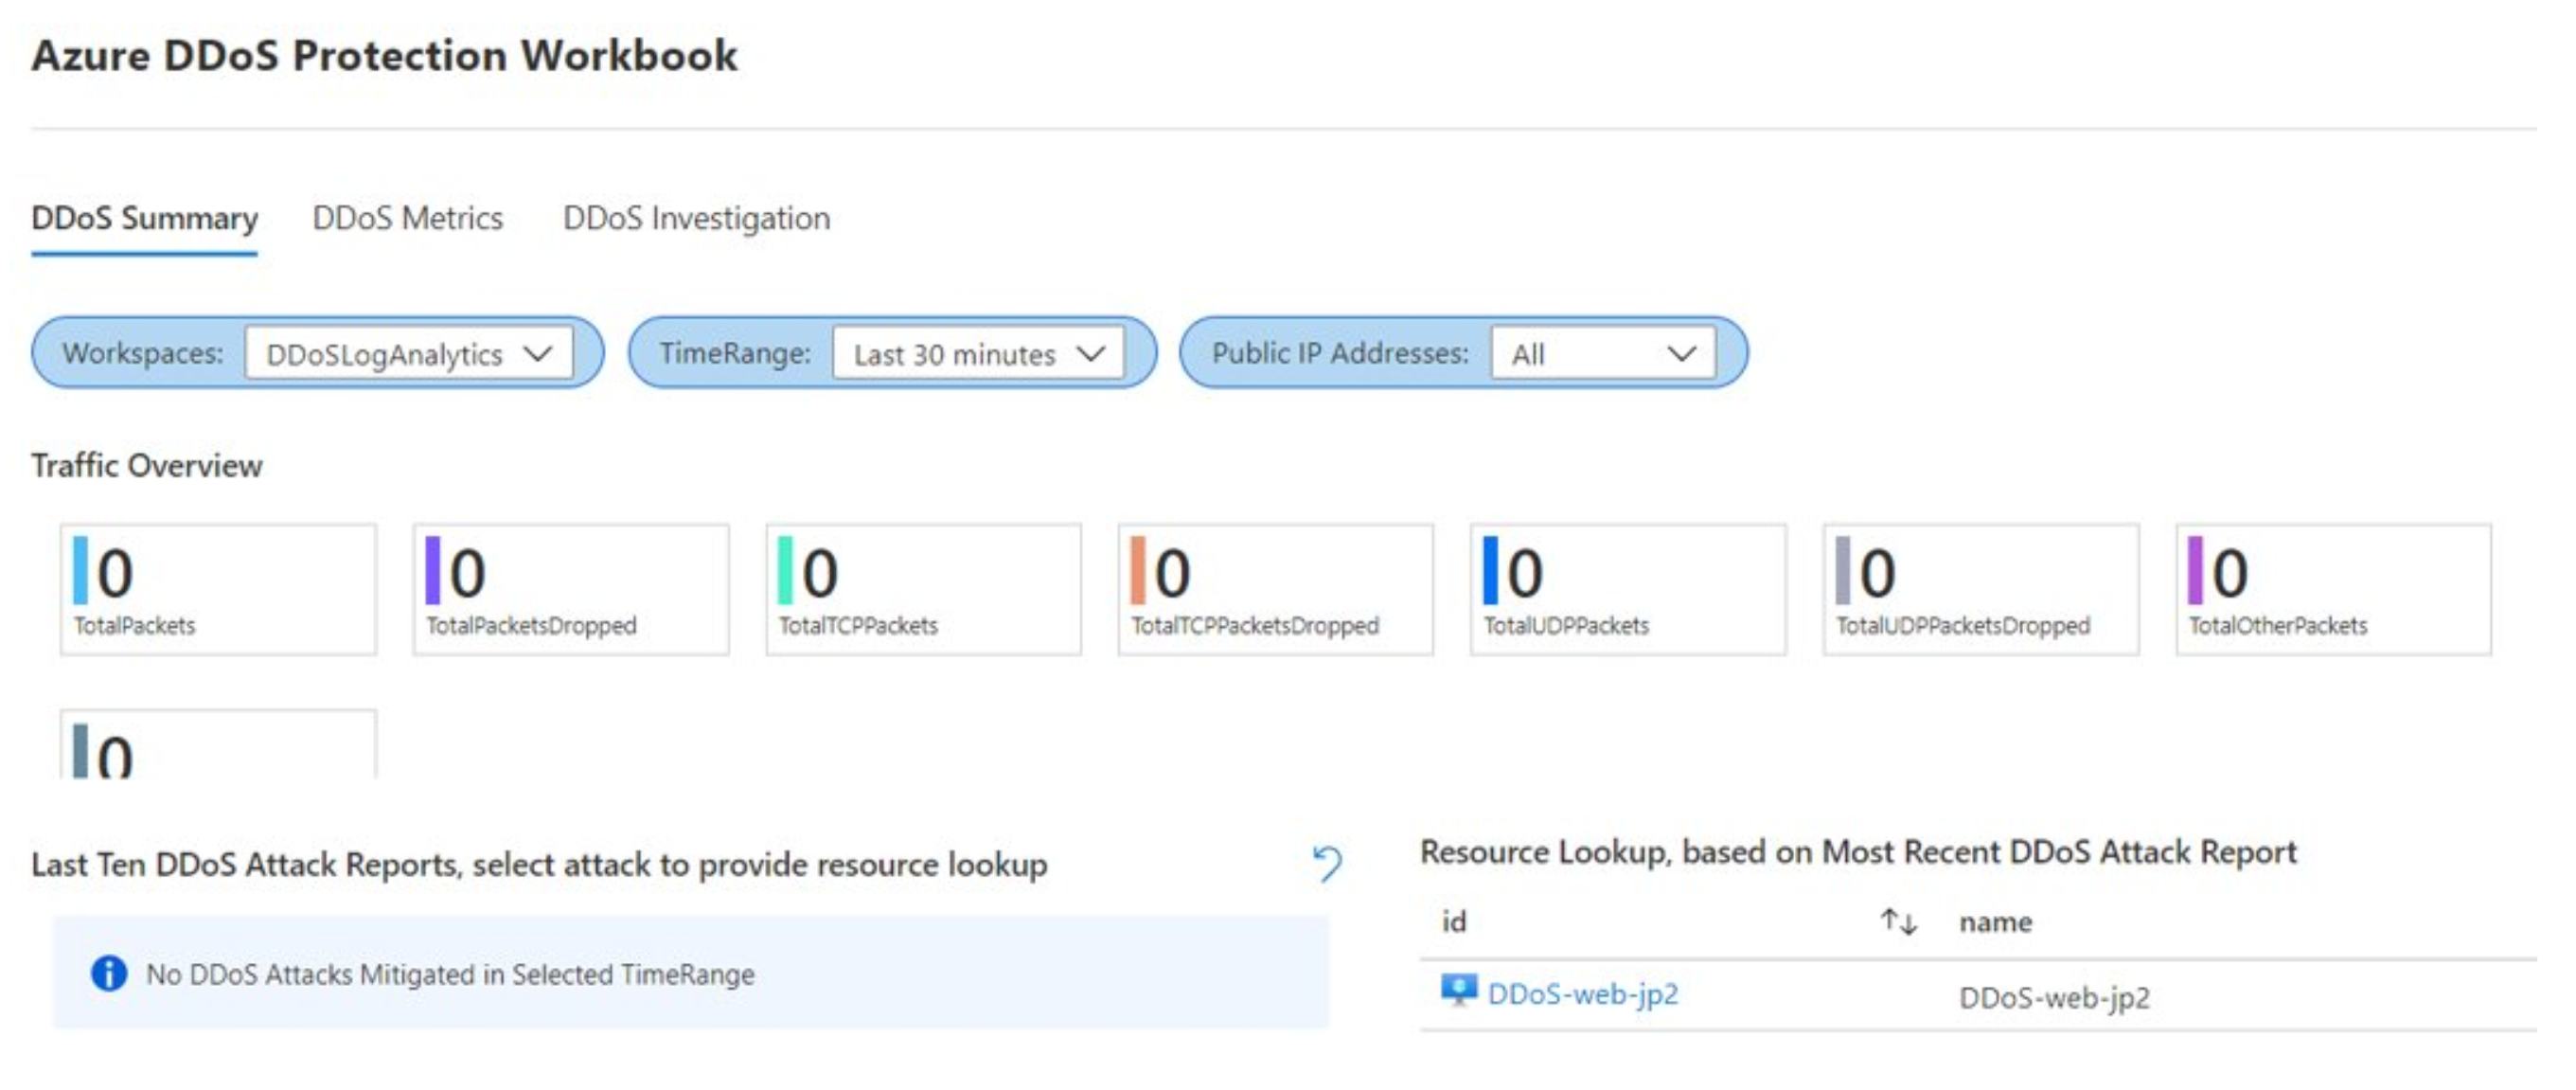 Azure DDoS Protection Workbook
DDoS Summary DDoS Metrics DDoS Investigation
Workspaces: DDoSLogAnalytics TimeRange: Last 30 minutes Public IP Addresses: All
Traffic Overview
0 0 0 0 0 0 0
TotalPackets TotalPacketsDropped TotalTCPPackets TotalTCPPacketsDropped TotalUDPPackets TotalUDPPacketsDropped TotalOtherPackets
0
Last Ten DDoS Attack Reports, select attack to provide resource lookup
No DDoS Attacks Mitigated in Selected TimeRange
Resource Lookup, based on Most Recent DDoS Attack Report
id ↑↓ name
DDoS-web-jp2 DDoS-web-jp2